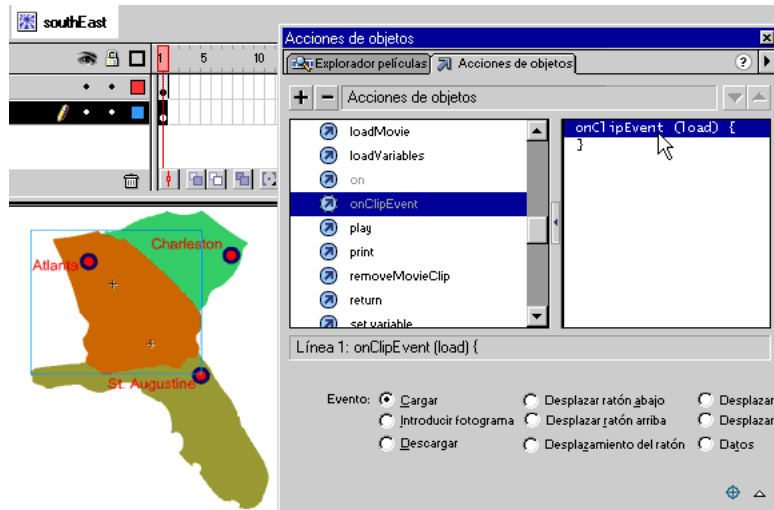 southEast
1 5 10
Acciones de objetos
Explorador películas
Acciones de objetos
?
Acciones de objetos
loadMovie
loadVariables
on
onClipEvent
play
print
removeMovieClip
return
set variable
onClipEvent (load) {
}
Línea 1: onClipEvent (load) {
Evento:
Cargar
Desplazar ratón abajo
Desplazar
Introducir fotograma
Desplazar ratón arriba
Desplazar
Descargar
Desplazamiento del ratón
Datos
Charleston
Atlanta
St. Augustine